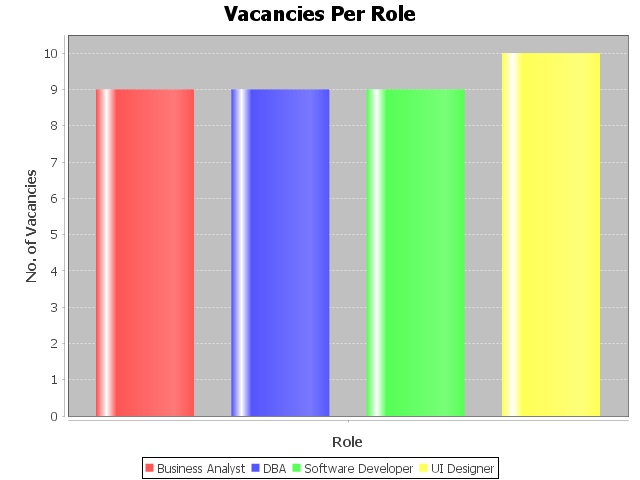 Vacancies Per Role
No. of Vacancies
10
9
8
7
6
5
4
3
2
1
0
Role
Business Analyst DBA Software Developer UI Designer